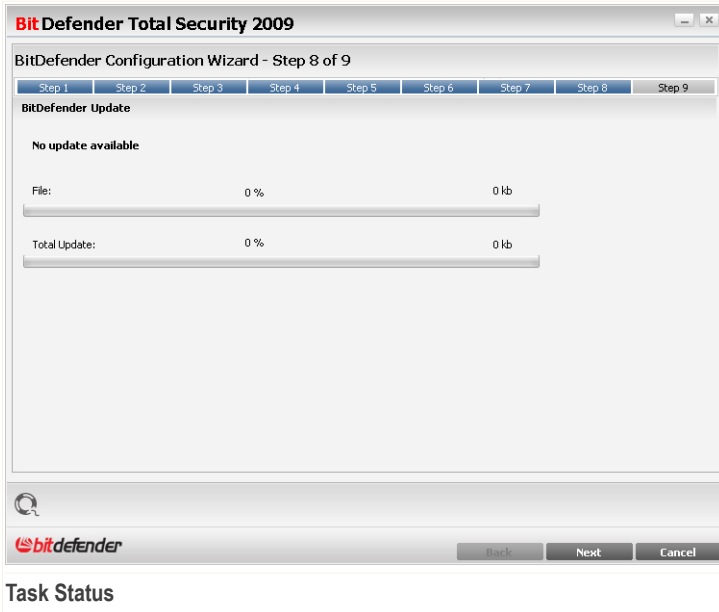 BitDefender Total Security 2009
BitDefender Configuration Wizard - Step 8 of 9
Step 1 Step 2 Step 3 Step 4 Step 5 Step 6 Step 7 Step 8 Step 9
BitDefender Update
No update available
File: 0 % 0 kb
Total Update: 0 % 0 kb
bitdefender
Back Next Cancel
Task Status